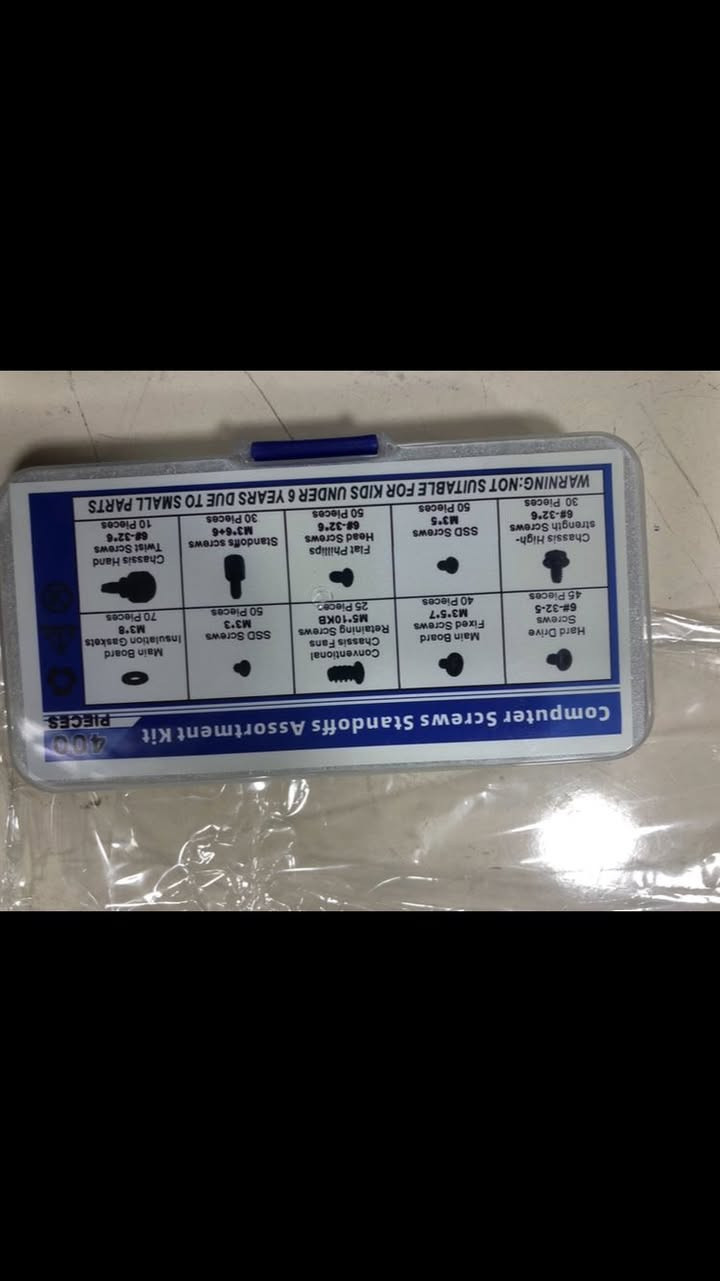 Computer Screws Standoffs Assortment Kit
400
PIECES
Hard Drive
Screws
6#-32-5
45 Pieces
Main Board
Fixed Screws
M3*5*7
40 Pieces
Conventional
Chassis Fans
Retaining Screws
M5*10KB
25 Pieces
SSD Screws
M3*3
50 Pieces
Main Board
Insulation Gaskets
M3*8
70 Pieces
Chassis High-
strength Screws
6#-32*6
30 Pieces
SSD Screws
M3*5
50 Pieces
Flat Phillips
Head Screws
6#-32*6
50 Pieces
Standoffs screws
M3*6+6
30 Pieces
Chassis Hand
Twist Screws
6#-32*6
10 Pieces
WARNING:NOT SUITABLE FOR KIDS UNDER 6 YEARS DUE TO SMALL PARTS